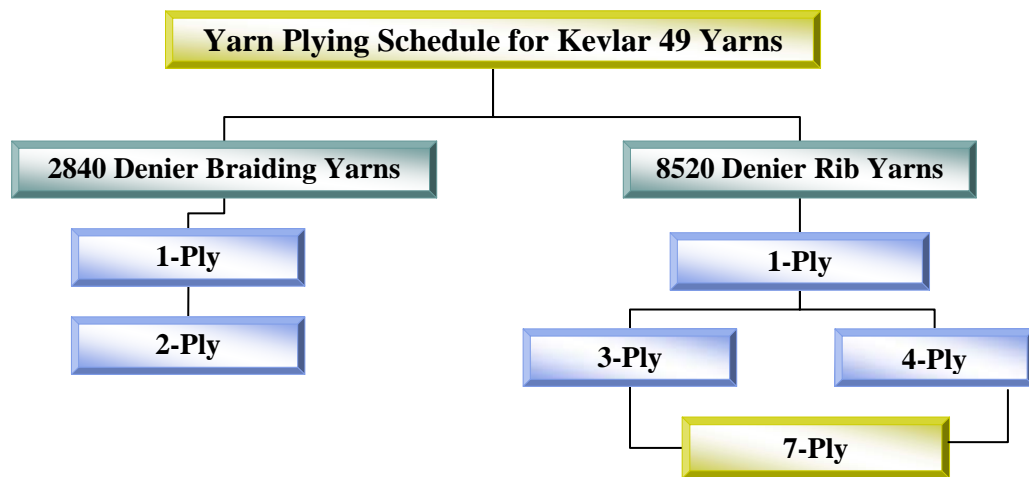 Yarn Plying Schedule for Kevlar 49 Yarns
2840 Denier Braiding Yarns
8520 Denier Rib Yarns
1-Ply
1-Ply
2-Ply
3-Ply
4-Ply
7-Ply